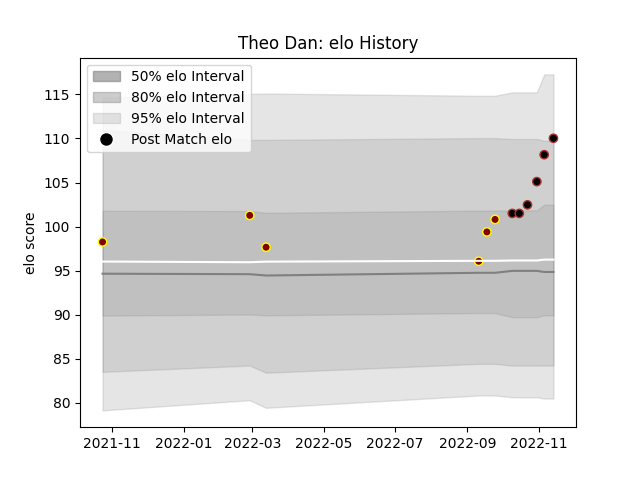 Theo Dan: elo History
50% elo Interval
80% elo Interval
95% elo Interval
Post Match elo
elo score
115
110
105
100
95
90
85
80
2021-11
2022-01
2022-03
2022-05
2022-07
2022-09
2022-11